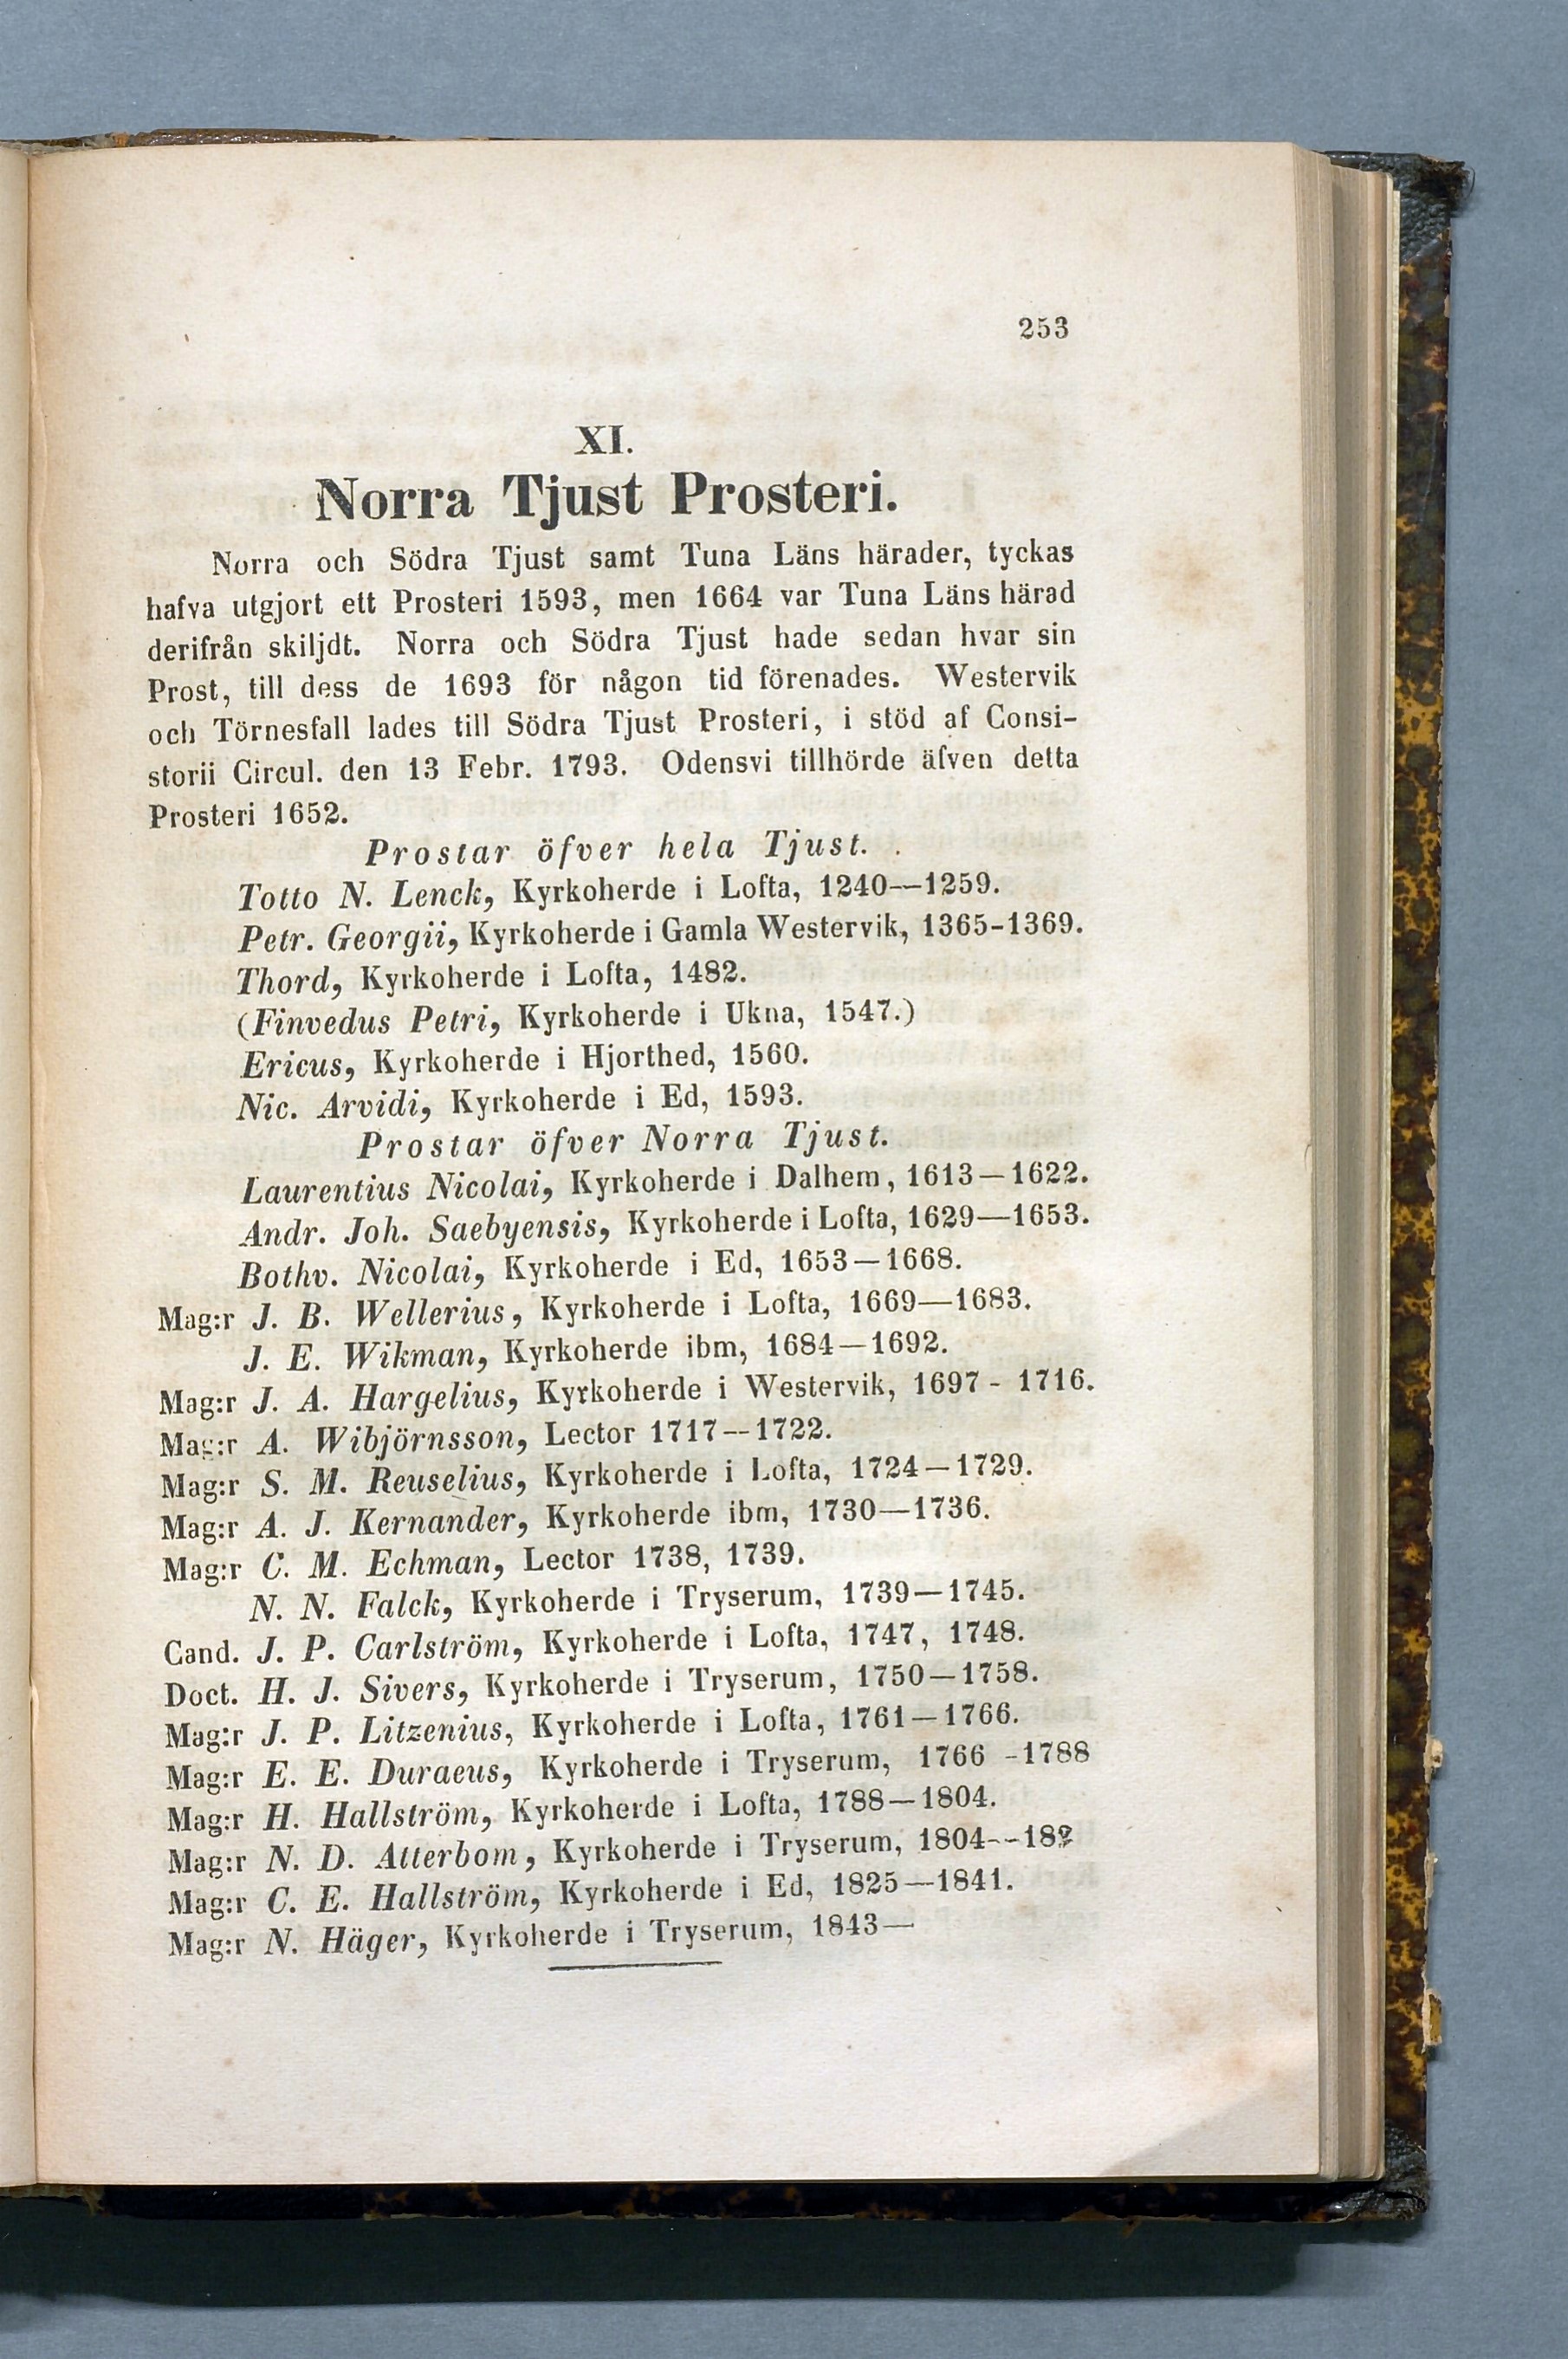 253
XI.
Norra Tjust Prosteri.
Norra och Södra Tjust samt Tuna Läns härader, tyckas
hafva utgjort ett Prosteri 1593, men 1664 var Tuna Läns härad
derifrån skiljdt. Norra och Södra Tjust hade sedan hvar sin
Prost, till dess de 1693 för någon tid förenades. Westervik
och Törnesfall lades till Södra Tjust Prosteri, i stöd af Consi-
storii Circul. den 13 Febr. 1793. Odensvi tillhörde äfven detta
Prosteri 1652.
Prostar öfver hela Tjust.
Totto N. Lenck, Kyrkoherde i Lofta, 1240—1259.
Petr. Georgii, Kyrkoherde i Gamla Westervik, 1365-1369.
Thord, Kyrkoherde i Lofta, 1482.
(Finvedus Petri, Kyrkoherde i Ukna, 1547.)
Ericus, Kyrkoherde i Hjorthed, 1560.
Nic. Arvidi, Kyrkoherde i Ed, 1593.
Prostar öfver Norra Tjust.
Laurentius Nicolai, Kyrkoherde i Dalhem, 1613—1622.
Andr. Joh. Saebyensis, Kyrkoherde i Lofta, 1629—1653.
Bothv. Nicolai, Kyrkoherde i Ed, 1653—1668.
Mag:r J. B. Wellerius, Kyrkoherde i Lofta, 1669—1683.
J. E. Wikman, Kyrkoherde ibm, 1684—1692.
Mag:r J. A. Hargelius, Kyrkoherde i Westervik, 1697- 1716.
Mag:r A. Wibjörnsson, Lector 1717—1722.
Mag:r S. M. Reuselius, Kyrkoherde i Lofta, 1724—1729.
Mag:r A. J. Kernander, Kyrkoherde ibm, 1730—1736.
Mag:r C. M. Echman, Lector 1738, 1739.
N. N. Falck, Kyrkoherde i Tryserum, 1739—1745.
Cand. J. P. Carlström, Kyrkoherde i Lofta, 1747, 1748.
Doct. H. J. Sivers, Kyrkoherde i Tryserum, 1750—1758.
Mag:r J. P. Litzenius, Kyrkoherde i Lofta, 1761—1766.
Mag:r E. E. Duraeus, Kyrkoherde i Tryserum, 1766 -1788
Mag:r H. Hallström, Kyrkoherde i Lofta, 1788—1804.
Mag:r N. D. Atterbom, Kyrkoherde i Tryserum, 1804--
Mag:r C. E. Hallström, Kyrkoherde i Ed, 1825—1841.
Mag:r N. Häger, Kyrkoherde i Tryserum, 1843—